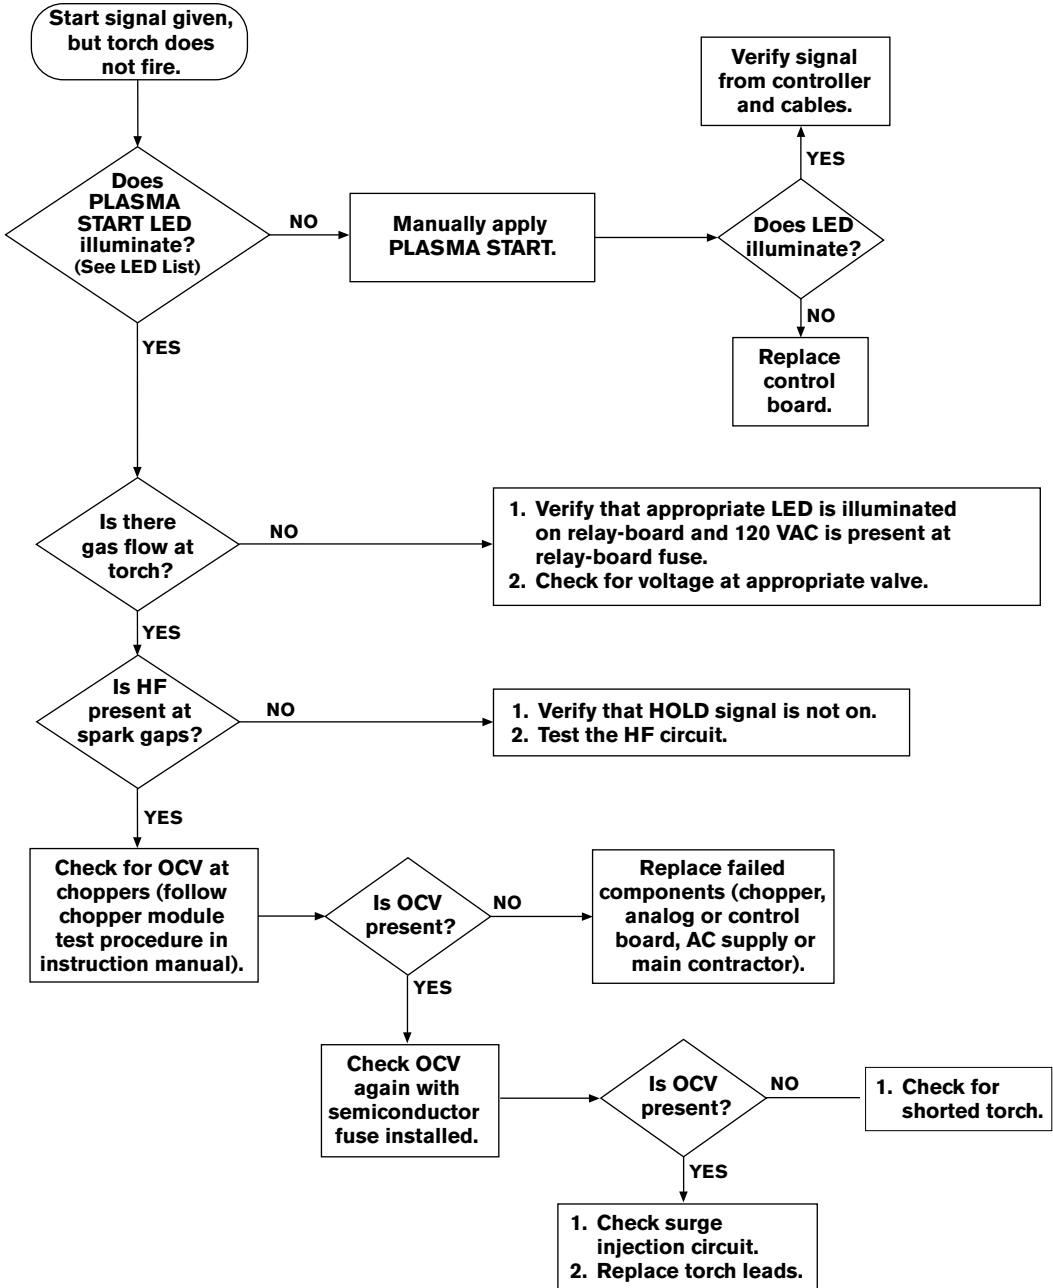 Start signal given,
but torch does
not fire.
Verify signal
from controller
and cables.
YES
Does
PLASMA
START LED
illuminate?
(See LED List)
NO
Manually apply
PLASMA START.
Does LED
illuminate?
NO
YES
Replace
control
board.
Is there
gas flow at
torch?
NO
1. Verify that appropriate LED is illuminated
on relay-board and 120 VAC is present at
relay-board fuse.
2. Check for voltage at appropriate valve.
YES
Is HF
present at
spark gaps?
NO
1. Verify that HOLD signal is not on.
2. Test the HF circuit.
YES
Check for OCV at
choppers (follow
chopper module
test procedure in
instruction manual).
Is OCV
present?
NO
Replace failed
components (chopper,
analog or control
board, AC supply or
main contractor).
YES
Check OCV
again with
semiconductor
fuse installed.
Is OCV
present?
NO
1. Check for
shorted torch.
YES
1. Check surge
injection circuit.
2. Replace torch leads.